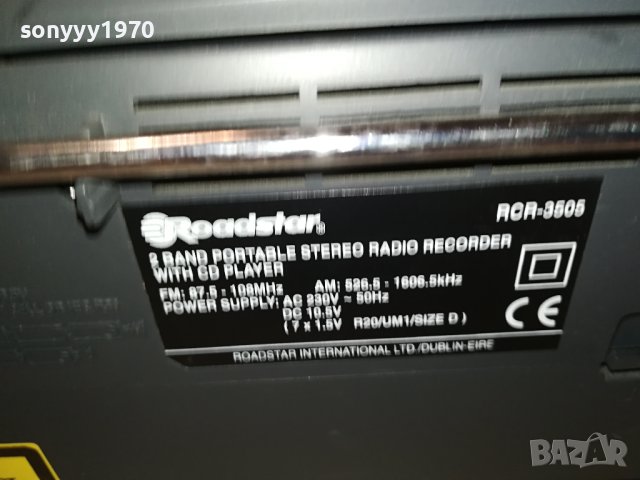 sonyyy1970
Roadstar®
RCR-3505
2 BAND PORTABLE STEREO RADIO RECORDER
WITH CD PLAYER
FM: 87.5 - 108MHz AM: 526.5 - 1606.5kHz
POWER SUPPLY: AC 230V ~ 50Hz
DC 10.5V
( 7 x 1.5V R20/UM1/SIZE D )
CE
ROADSTAR INTERNATIONAL LTD./DUBLIN-EIRE
BAZAR